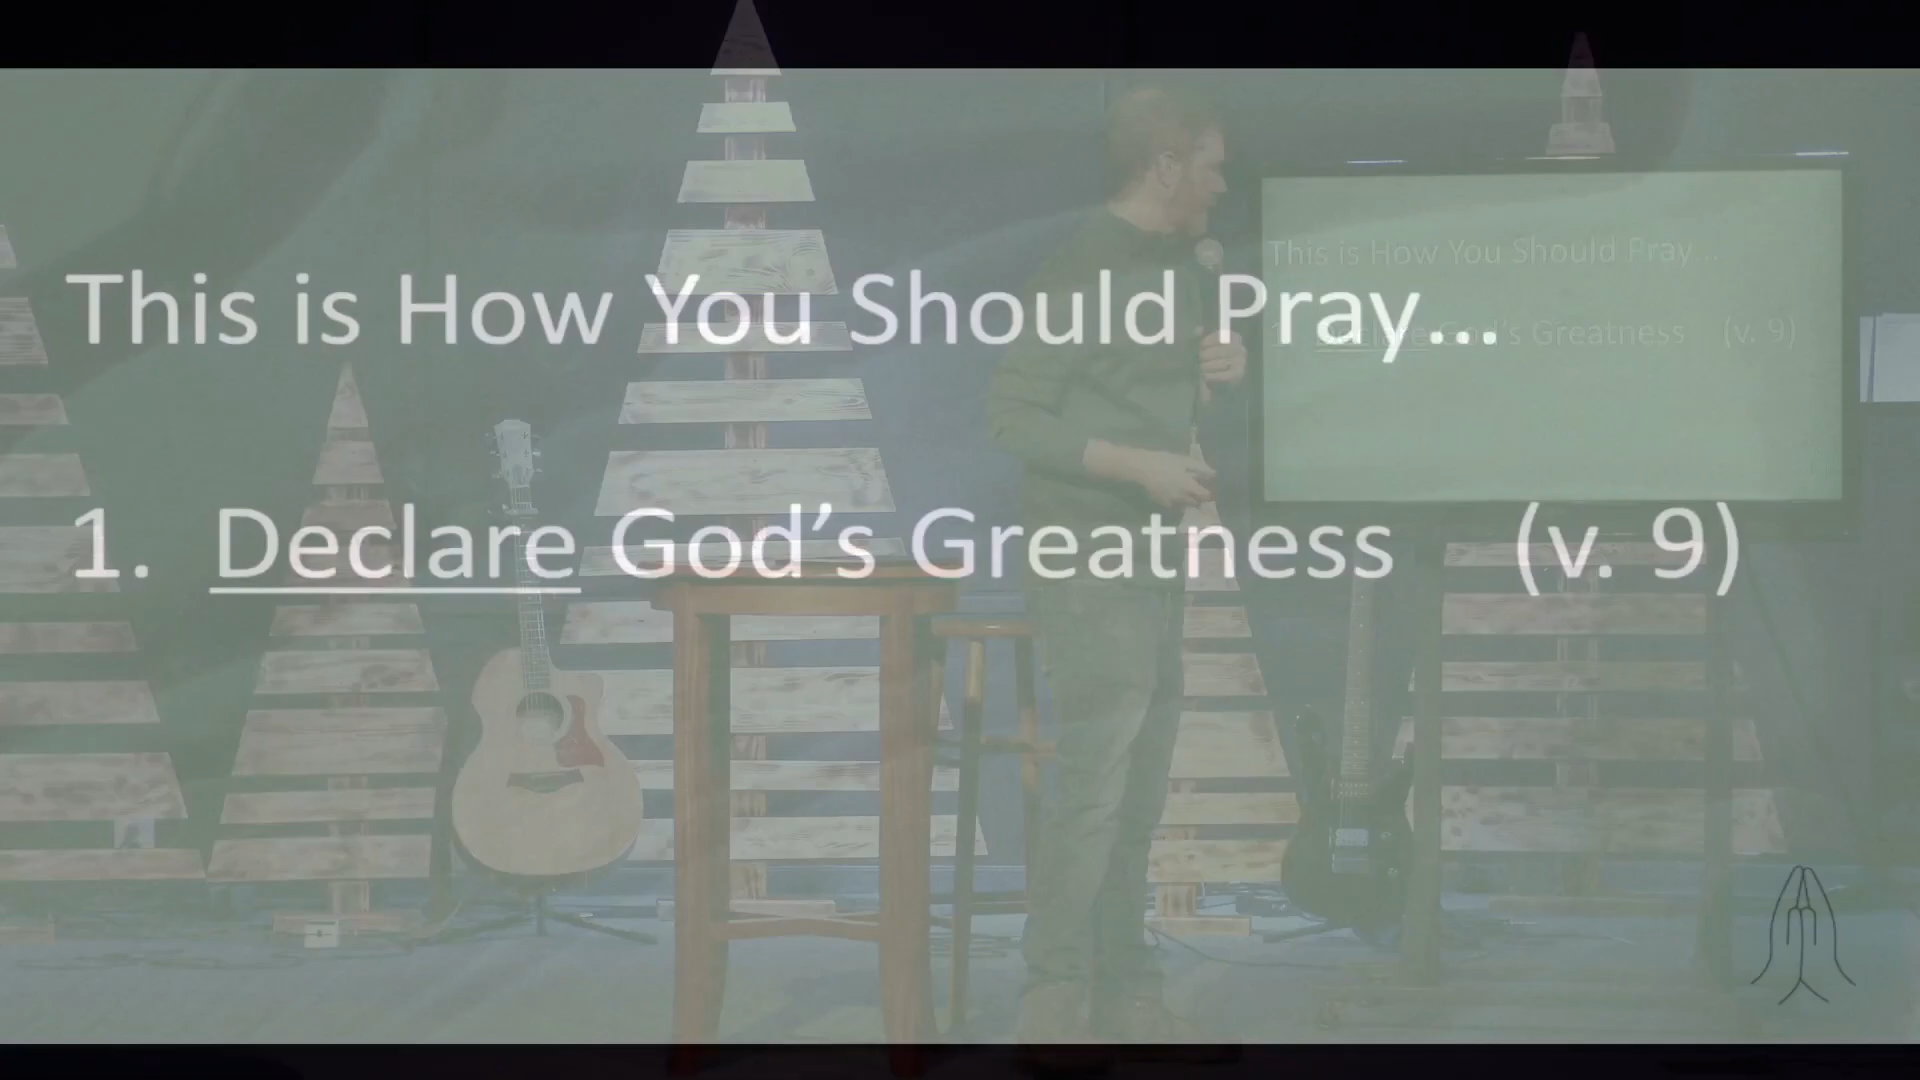 This is How You Should Pray...
1. Declare God's Greatness (v. 9)
This is How You Should Pray ..
Declare God's Greatness (v. 9)